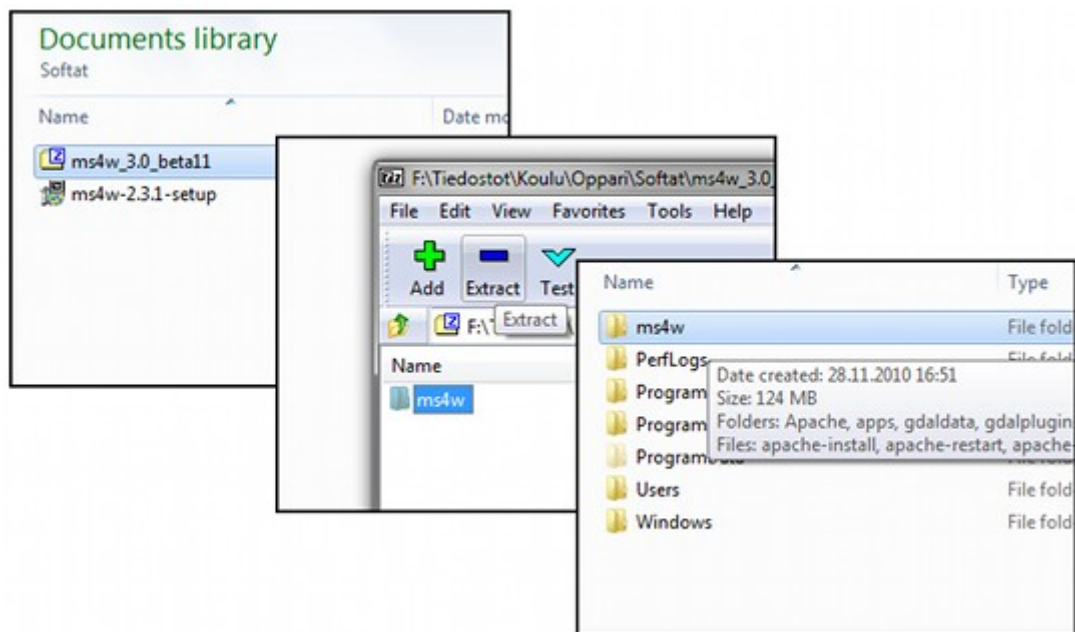 Documents library
Softat
Name Date mo
ms4w_3.0_beta11
ms4w-2.3.1-setup
F:\Tiedostot\Koulu\Oppari\Softat\ms4w_3.0_
File Edit View Favorites Tools Help
Add Extract Test
F:\
Extract
Name
ms4w
Name Type
ms4w File fold
PerfLogs File fold
Date created: 28.11.2010 16:51
Program
Size: 124 MB
Folders: Apache, apps, gdaldata, gdalplugin
Program
Files: apache-install, apache-restart, apache-
Users File fold
Windows File fold